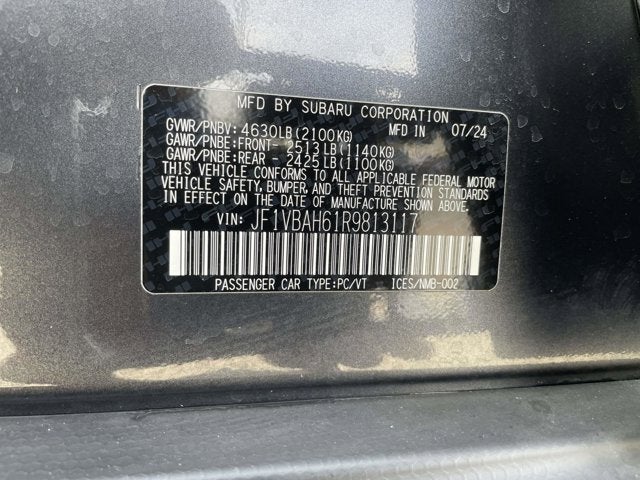 MFD BY SUBARU CORPORATION
GVWR/PNBV: 4630LB(2100KG) MFD IN 07/24
GAWR/PNBE:FRONT- 2513LB(1140KG)
GAWR/PNBE:REAR - 2425LB(1100KG)
THIS VEHICLE CONFORMS TO ALL APPLICABLE FEDERAL MOTOR
VEHICLE SAFETY, BUMPER, AND THEFT PREVENTION STANDARDS
IN EFFECT ON THE DATE OF MANUFACTURE SHOWN ABOVE.
VIN: JF1VBAH61R9813117
PASSENGER CAR TYPE:PC/VT ICES/NMB-002